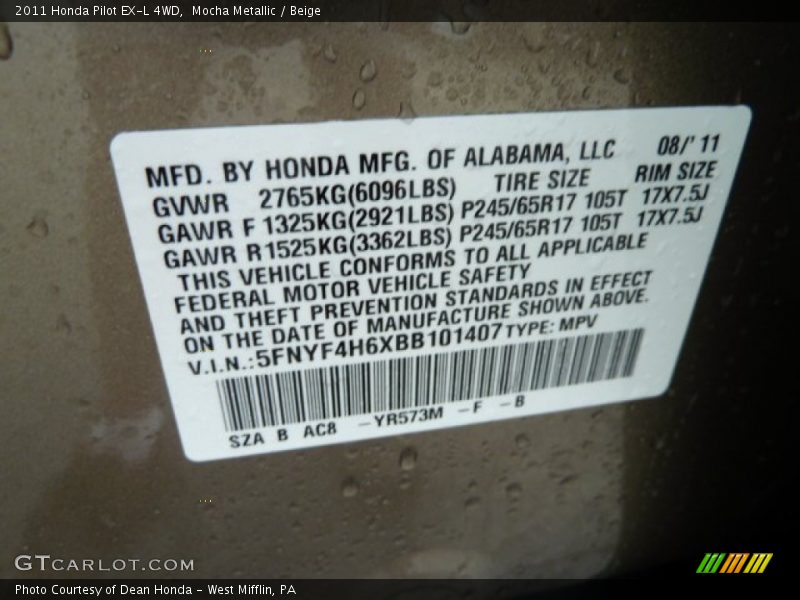 2011 Honda Pilot EX-L 4WD,  Mocha Metallic / Beige
MFD. BY HONDA MFG. OF ALABAMA, LLC 08/' 11
GVWR 2765KG(6096LBS) TIRE SIZE RIM SIZE
GAWR F 1325KG(2921LBS) P245/65R17 105T 17X7.5J
GAWR R 1525KG(3362LBS) P245/65R17 105T 17X7.5J
THIS VEHICLE CONFORMS TO ALL APPLICABLE
FEDERAL MOTOR VEHICLE SAFETY
AND THEFT PREVENTION STANDARDS IN EFFECT
ON THE DATE OF MANUFACTURE SHOWN ABOVE.
V.I.N.:5FNYF4H6XBB101407 TYPE: MPV
SZA B AC8 -YR573M -F -B
GTCARLOT.COM
Photo Courtesy of Dean Honda - West Mifflin, PA